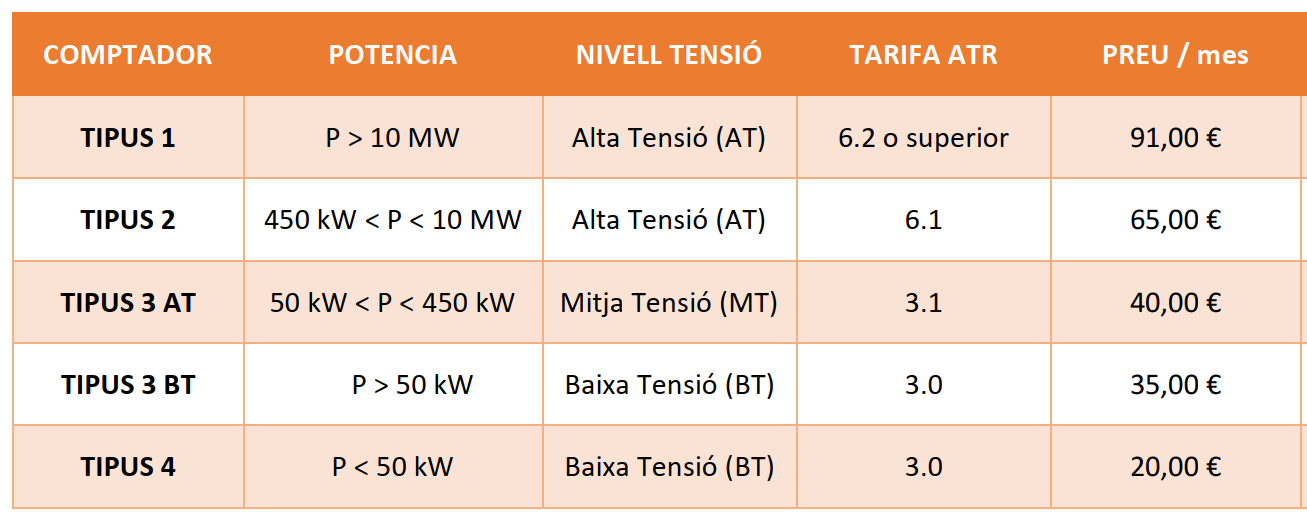 COMPTADOR POTENCIA NIVELL TENSIÓ TARIFA ATR PREU / mes
TIPUS 1 P > 10 MW Alta Tensió (AT) 6.2 o superior 91,00 €
TIPUS 2 450 kW < P < 10 MW Alta Tensió (AT) 6.1 65,00 €
TIPUS 3 AT 50 kW < P < 450 kW Mitja Tensió (MT) 3.1 40,00 €
TIPUS 3 BT P > 50 kW Baixa Tensió (BT) 3.0 35,00 €
TIPUS 4 P < 50 kW Baixa Tensió (BT) 3.0 20,00 €